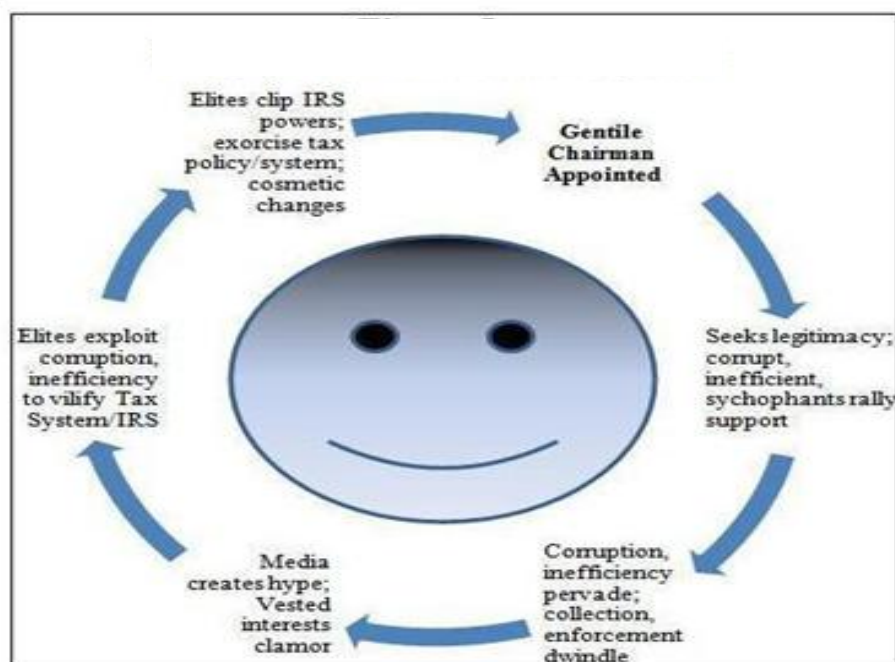 Elites clip IRS
powers;
exorcise tax
policy/system;
cosmetic
changes
Gentile
Chairman
Appointed
Seeks legitimacy;
corrupt,
inefficient,
sychophants rally
support
Corruption,
inefficiency
pervade;
collection,
enforcement
dwindle
Media
creates hype;
Vested
interests
clamor
Elites exploit
corruption,
inefficiency
to vilify Tax
System/IRS